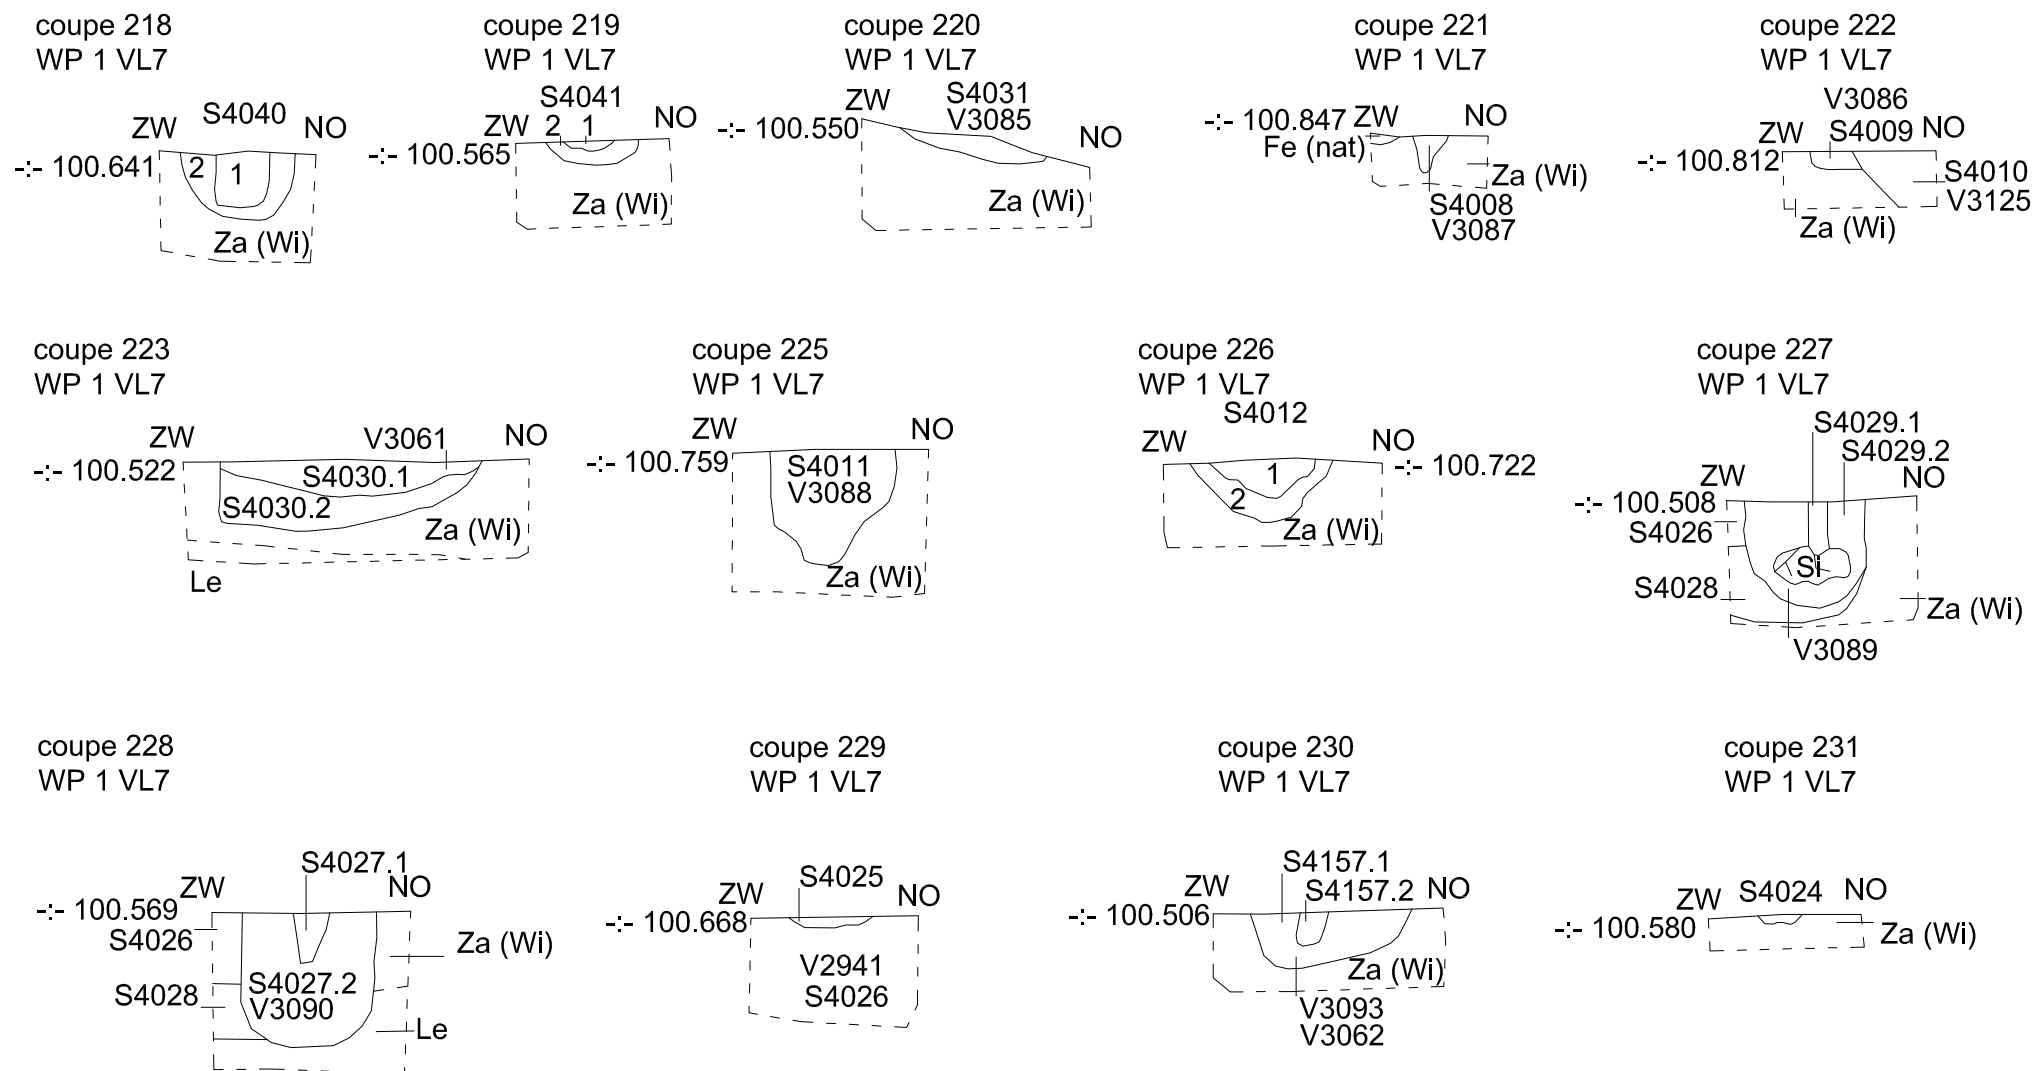 coupe 218
WP 1 VL7
S4040
ZW
NO
-:- 100.641
2
1
Za (Wi)
coupe 219
WP 1 VL7
S4041
ZW 2 1 NO
-:- 100.565
Za (Wi)
coupe 220
WP 1 VL7
ZW
S4031
V3085
NO
-:- 100.550
Za (Wi)
coupe 221
WP 1 VL7
-:- 100.847 ZW NO
Fe (nat)
Za (Wi)
S4008
V3087
coupe 222
WP 1 VL7
V3086
ZW S4009 NO
-:- 100.812
S4010
V3125
Za (Wi)
coupe 223
WP 1 VL7
ZW V3061 NO
-:- 100.522
S4030.1
S4030.2
Za (Wi)
Le
coupe 225
WP 1 VL7
ZW NO
-:- 100.759
S4011
V3088
Za (Wi)
coupe 226
WP 1 VL7
S4012
ZW NO
-:- 100.722
1
2
Za (Wi)
coupe 227
WP 1 VL7
S4029.1
S4029.2
ZW NO
-:- 100.508
S4026
Si
S4028
Za (Wi)
V3089
coupe 228
WP 1 VL7
S4027.1
ZW NO
-:- 100.569
S4026
Za (Wi)
S4027.2
S4028
V3090
Le
coupe 229
WP 1 VL7
S4025
ZW NO
-:- 100.668
V2941
S4026
coupe 230
WP 1 VL7
S4157.1
ZW S4157.2 NO
-:- 100.506
Za (Wi)
V3093
V3062
coupe 231
WP 1 VL7
ZW S4024 NO
-:- 100.580
Za (Wi)